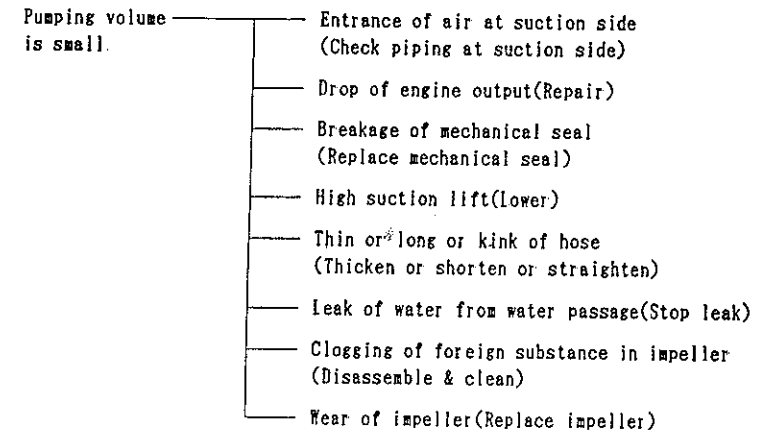 Pumping volume
is small.
Entrance of air at suction side
(Check piping at suction side)
Drop of engine output(Repair)
Breakage of mechanical seal
(Replace mechanical seal)
High suction lift(Lower)
Thin or long or kink of hose
(Thicken or shorten or straighten)
Leak of water from water passage(Stop leak)
Clogging of foreign substance in impeller
(Disassemble & clean)
Wear of impeller(Replace impeller)